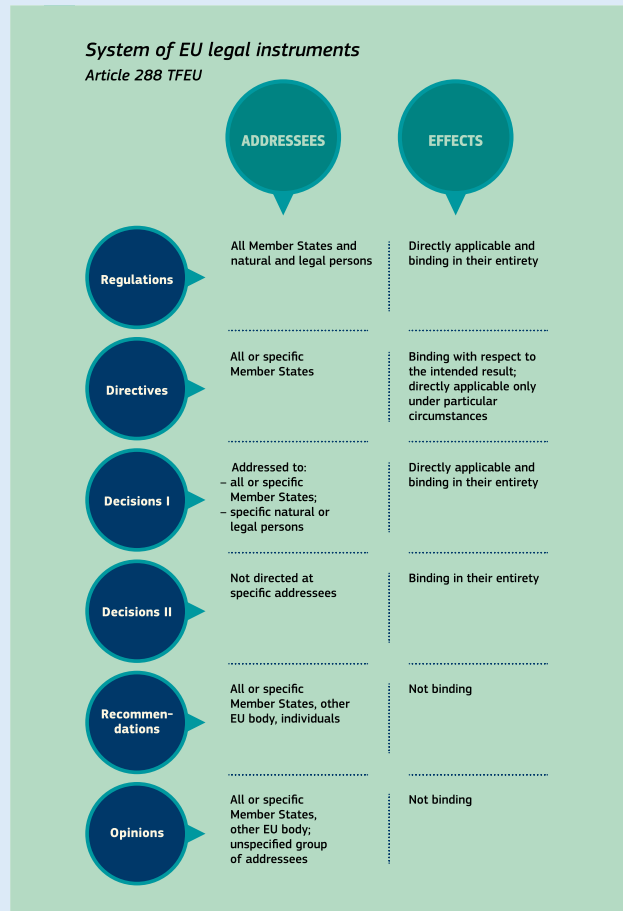 System of EU legal instruments
Article 288 TFEU
ADDRESSEES
EFFECTS
Regulations
All Member States and
natural and legal persons
Directly applicable and
binding in their entirety
Directives
All or specific
Member States
Binding with respect to
the intended result;
directly applicable only
under particular
circumstances
Decisions I
Addressed to:
– all or specific
Member States;
– specific natural or
legal persons
Directly applicable and
binding in their entirety
Decisions II
Not directed at
specific addressees
Binding in their entirety
Recommen-
dations
All or specific
Member States, other
EU body, individuals
Not binding
Opinions
All or specific
Member States,
other EU body;
unspecified group
of addressees
Not binding